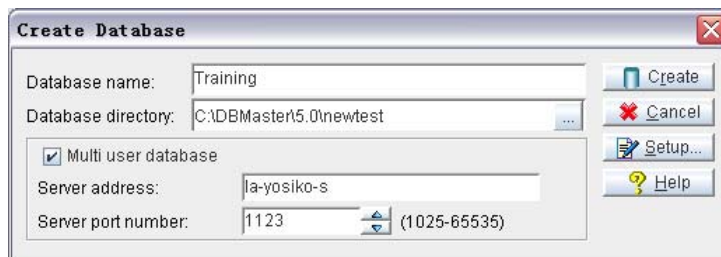 Create Database
Database name: Training
Database directory: C:\DBMaster\5.0\newtest ...
Multi user database
Server address: la-yosiko-s
Server port number: 1123 (1025-65535)
Create
Cancel
Setup...
Help